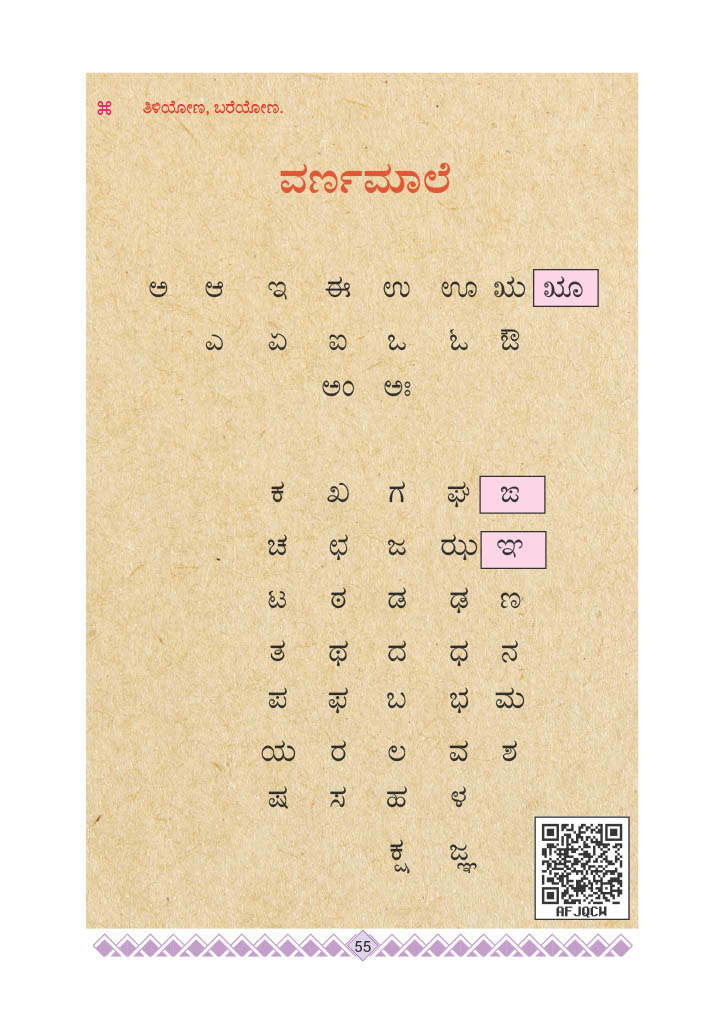 ⌘ ತಿಳಿಯೋಣ, ಬರೆಯೋಣ.
ವರ್ಣಮಾಲೆ
ಅ ಆ ಇ ಈ ಉ ಊ ಋ ೠ
ಎ ಏ ಐ ಒ ಓ ಔ
ಅಂ ಅಃ
ಕ ಖ ಗ ಘ ಙ
ಚ ಛ ಜ ಝ ಞ
ಟ ಠ ಡ ಢ ಣ
ತ ಥ ದ ಧ ನ
ಪ ಫ ಬ ಭ ಮ
ಯ ರ ಲ ವ ಶ
ಷ ಸ ಹ ಳ
ಕ್ಷ ಜ್ಞ
AFJQCW
55